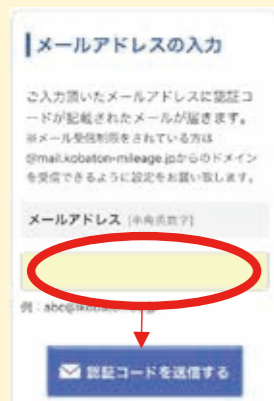 メールアドレスの入力
ご入力頂いたメールアドレスに認証コ
ードが記載されたメールが届きます。
※メール受信制限をされている方は
@mail.kobaton-mileage.jpからのドメイン
を受信できるように設定をお願い致します。
メールアドレス [半角英数字]
例：abc@
認証コードを送信する